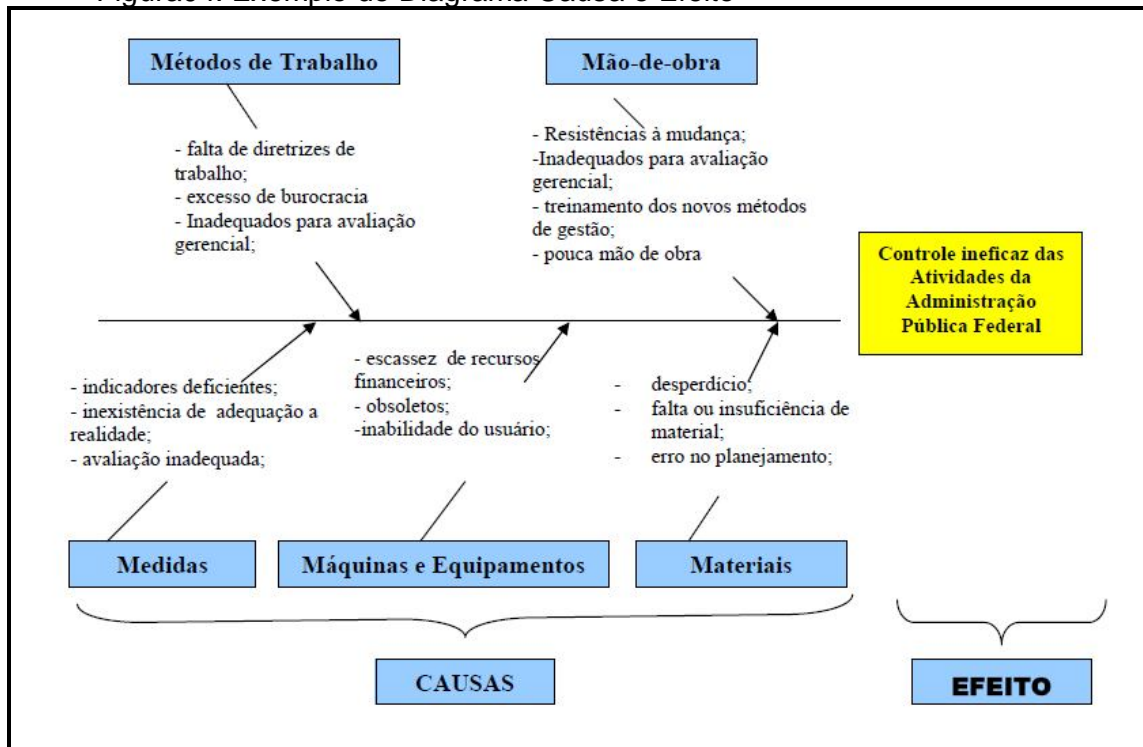 Métodos de Trabalho
Mão-de-obra
- falta de diretrizes de
trabalho;
- excesso de burocracia
- Inadequados para avaliação
gerencial;
- Resistências à mudança;
-Inadequados para avaliação
gerencial;
- treinamento dos novos métodos
de gestão;
- pouca mão de obra
Controle ineficaz das
Atividades da
Administração
Pública Federal
- indicadores deficientes;
- inexistência de adequação a
realidade;
- avaliação inadequada;
- escassez de recursos
financeiros;
- obsoletos;
-inabilidade do usuário;
- desperdício;
- falta ou insuficiência de
material;
- erro no planejamento;
Medidas
Máquinas e Equipamentos
Materiais
CAUSAS
EFEITO